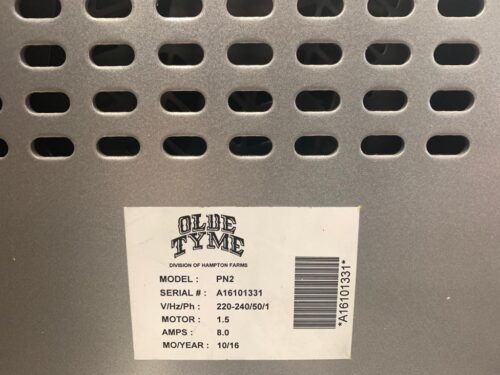 OLDE
TYME
DIVISION OF HAMPTON FARMS
MODEL : PN2
SERIAL # : A16101331
V/Hz/Ph : 220-240/50/1
MOTOR : 1.5
AMPS : 8.0
MO/YEAR : 10/16
*A16101331*